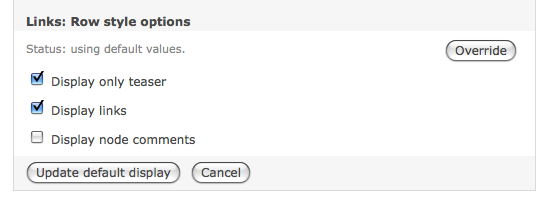 Links: Row style options
Status: using default values.
Override
Display only teaser
Display links
Display node comments
Update default display
Cancel